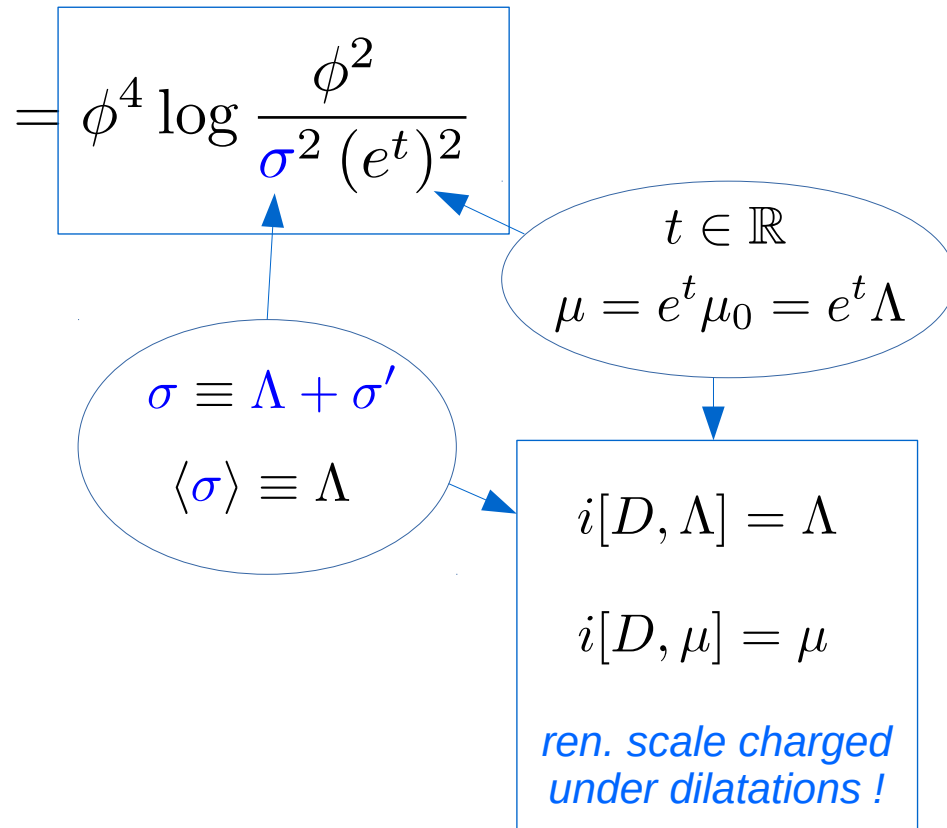 = ϕ⁴ log ϕ² / σ² (eᵗ)²
t ∈ ℝ
μ = eᵗμ₀ = eᵗΛ
σ ≡ Λ + σ′
⟨σ⟩ ≡ Λ
i[D, Λ] = Λ
i[D, μ] = μ
ren. scale charged
under dilatations !